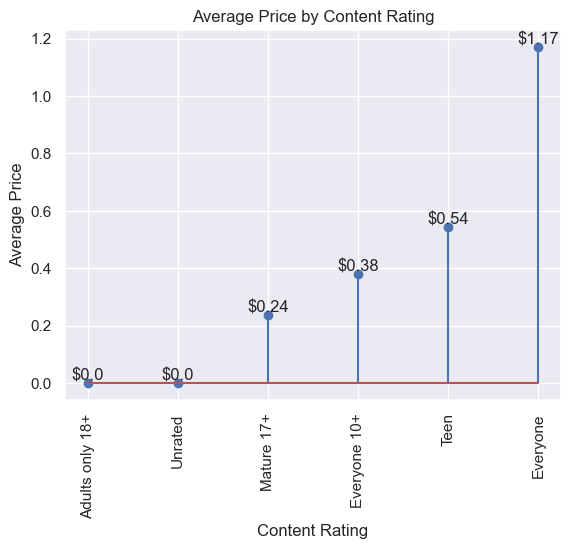 Average Price by Content Rating
1.2
1.0
0.8
0.6
0.4
0.2
0.0
Average Price
$0.0
$0.0
$0.24
$0.38
$0.54
$1.17
Adults only 18+
Unrated
Mature 17+
Everyone 10+
Teen
Everyone
Content Rating